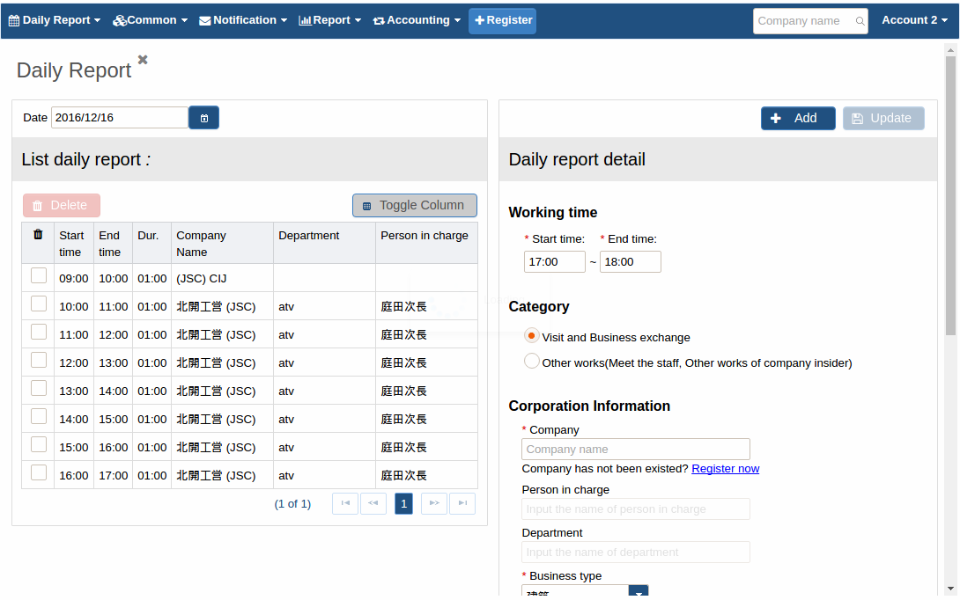 Daily Report Common Notification Report Accounting Register Company name Account 2
Daily Report
Date 2016/12/16
List daily report :
Delete Toggle Column
Start time End time Dur. Company Name Department Person in charge
09:00 10:00 01:00 (JSC) CIJ
10:00 11:00 01:00 北開工営 (JSC) atv 庭田次長
11:00 12:00 01:00 北開工営 (JSC) atv 庭田次長
12:00 13:00 01:00 北開工営 (JSC) atv 庭田次長
13:00 14:00 01:00 北開工営 (JSC) atv 庭田次長
14:00 15:00 01:00 北開工営 (JSC) atv 庭田次長
15:00 16:00 01:00 北開工営 (JSC) atv 庭田次長
16:00 17:00 01:00 北開工営 (JSC) atv 庭田次長
(1 of 1) 1
Add Update
Daily report detail
Working time
* Start time: * End time:
17:00 ~ 18:00
Category
Visit and Business exchange
Other works(Meet the staff, Other works of company insider)
Corporation Information
* Company
Company name
Company has not been existed? Register now
Person in charge
Input the name of person in charge
Department
Input the name of department
* Business type
建築